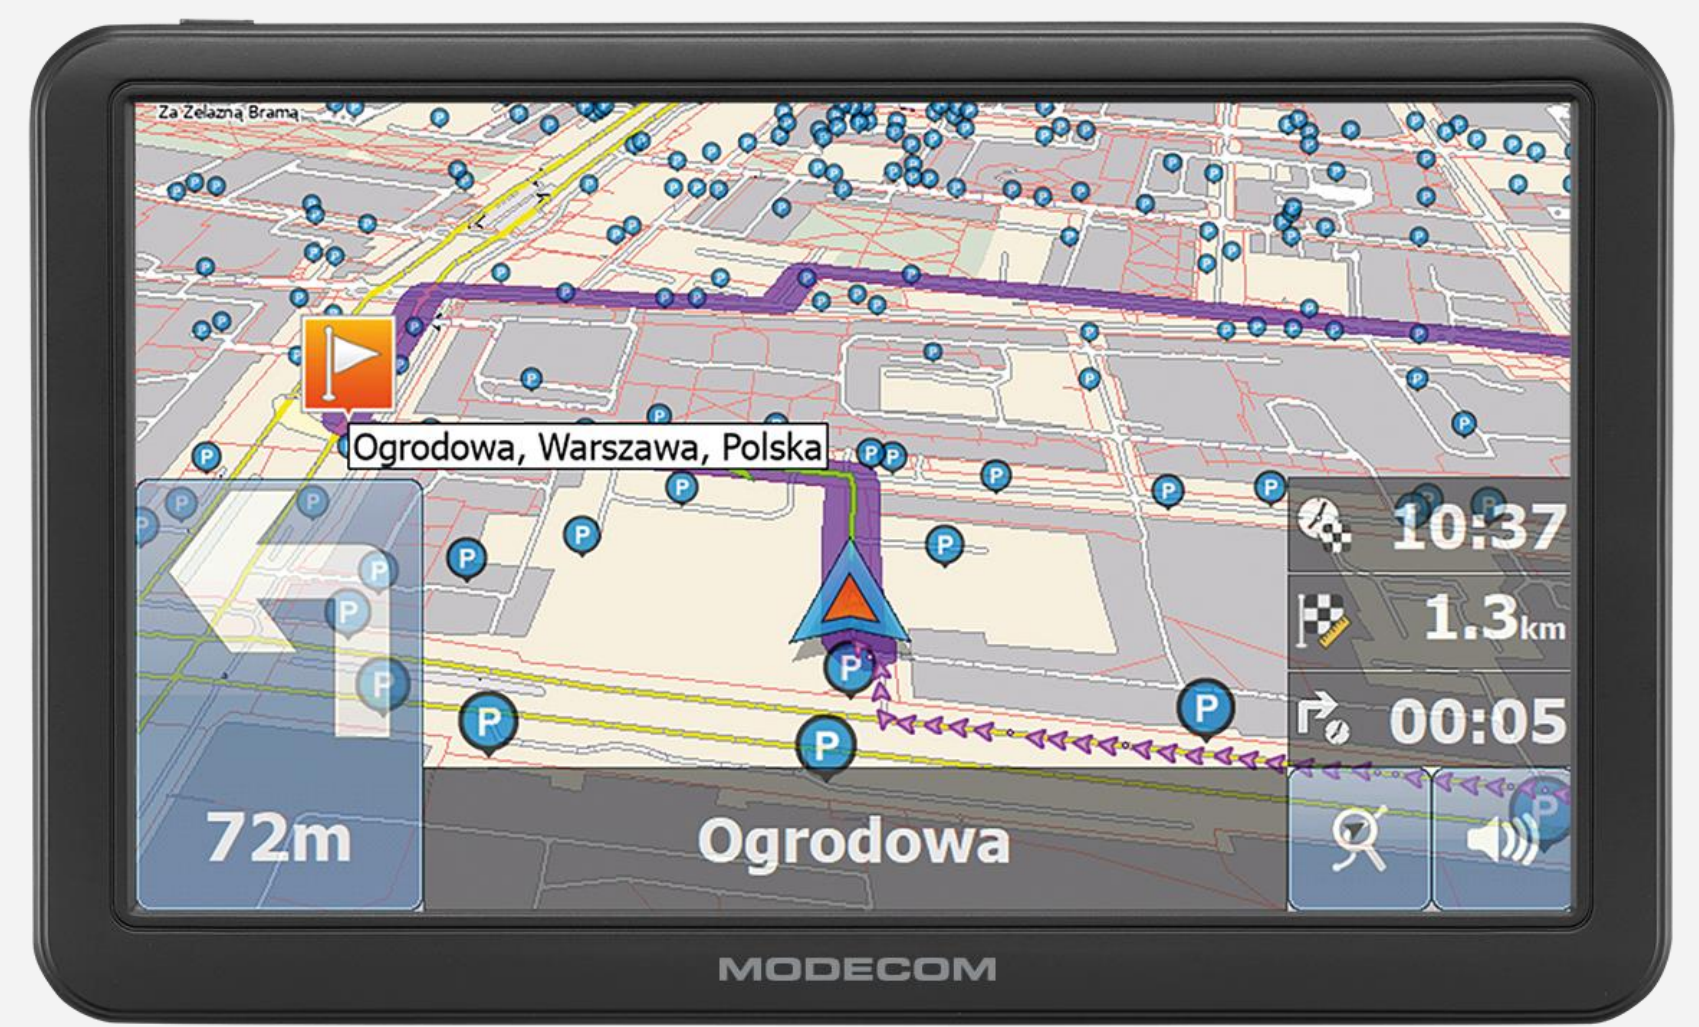 Za Żelazną Bramą
Ogrodowa, Warszawa, Polska
10:37
1.3km
00:05
72m
Ogrodowa
MODECOM